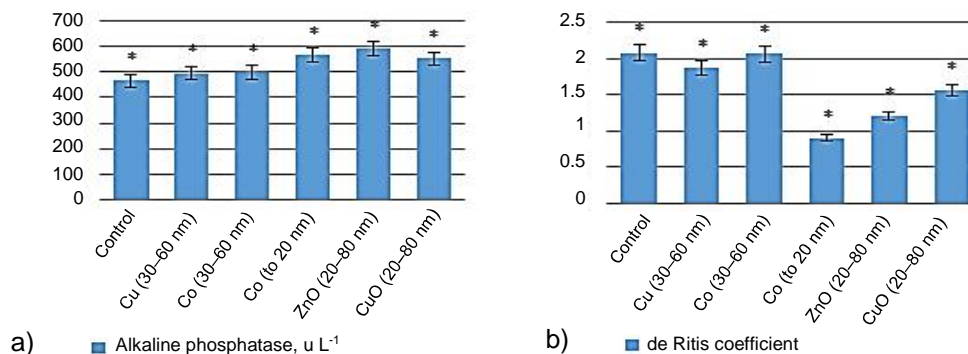 700
600
500
400
300
200
100
0
* * * * * *
Control
Cu (30–60 nm)
Co (30–60 nm)
Co (to 20 nm)
ZnO (20–80 nm)
CuO (20–80 nm)
a)
Alkaline phosphatase, u L⁻¹
2.5
2
1.5
1
0.5
0
* * * * * *
Control
Cu (30–60 nm)
Co (30–60 nm)
Co (to 20 nm)
ZnO (20–80 nm)
CuO (20–80 nm)
b)
de Ritis coefficient